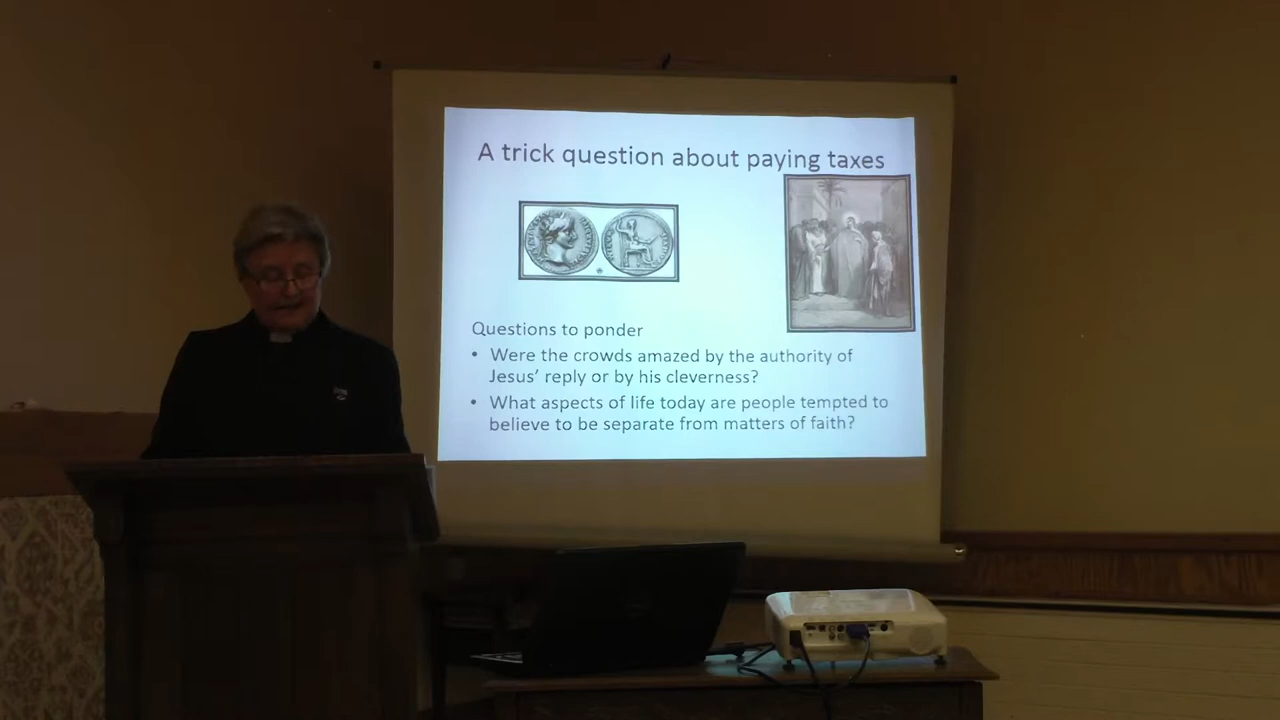 A trick question about paying taxes
Questions to ponder
• Were the crowds amazed by the authority of
Jesus' reply or by his cleverness?
• What aspects of life today are people tempted to
believe to be separate from matters of faith?